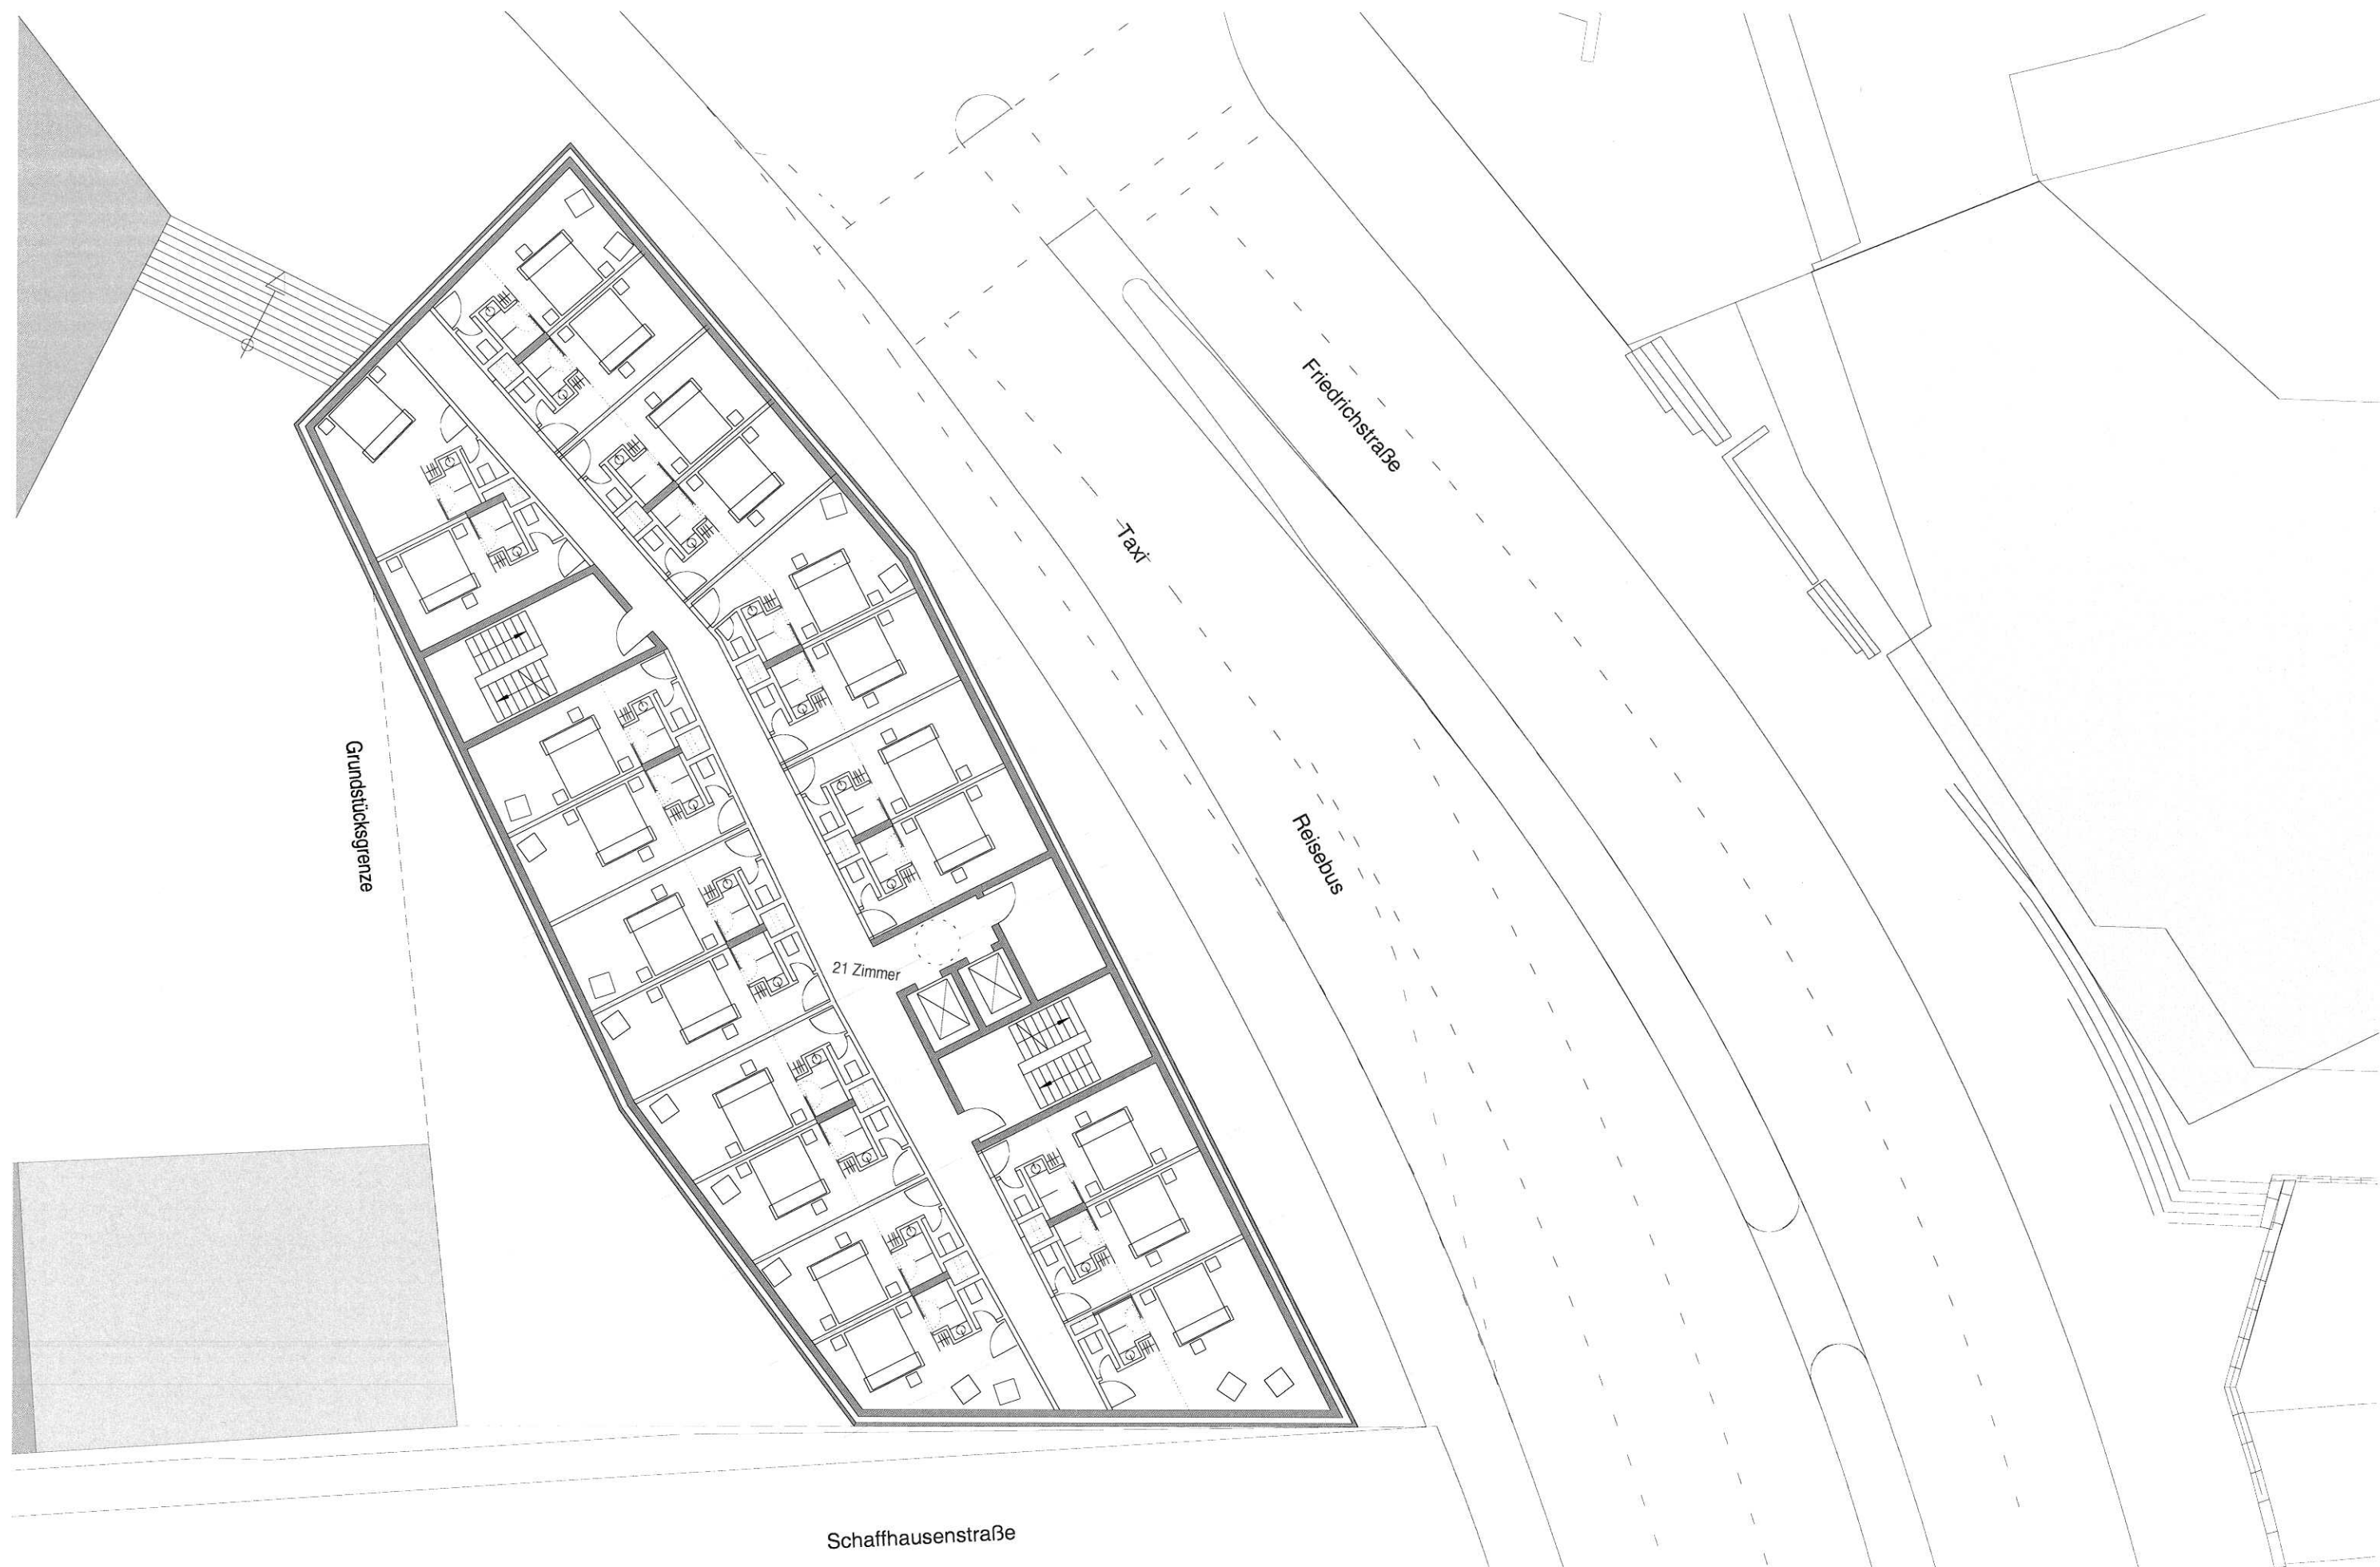 Friedrichstraße
Taxi
Reisebus
Grundstücksgrenze
21 Zimmer
Schaffhausenstraße